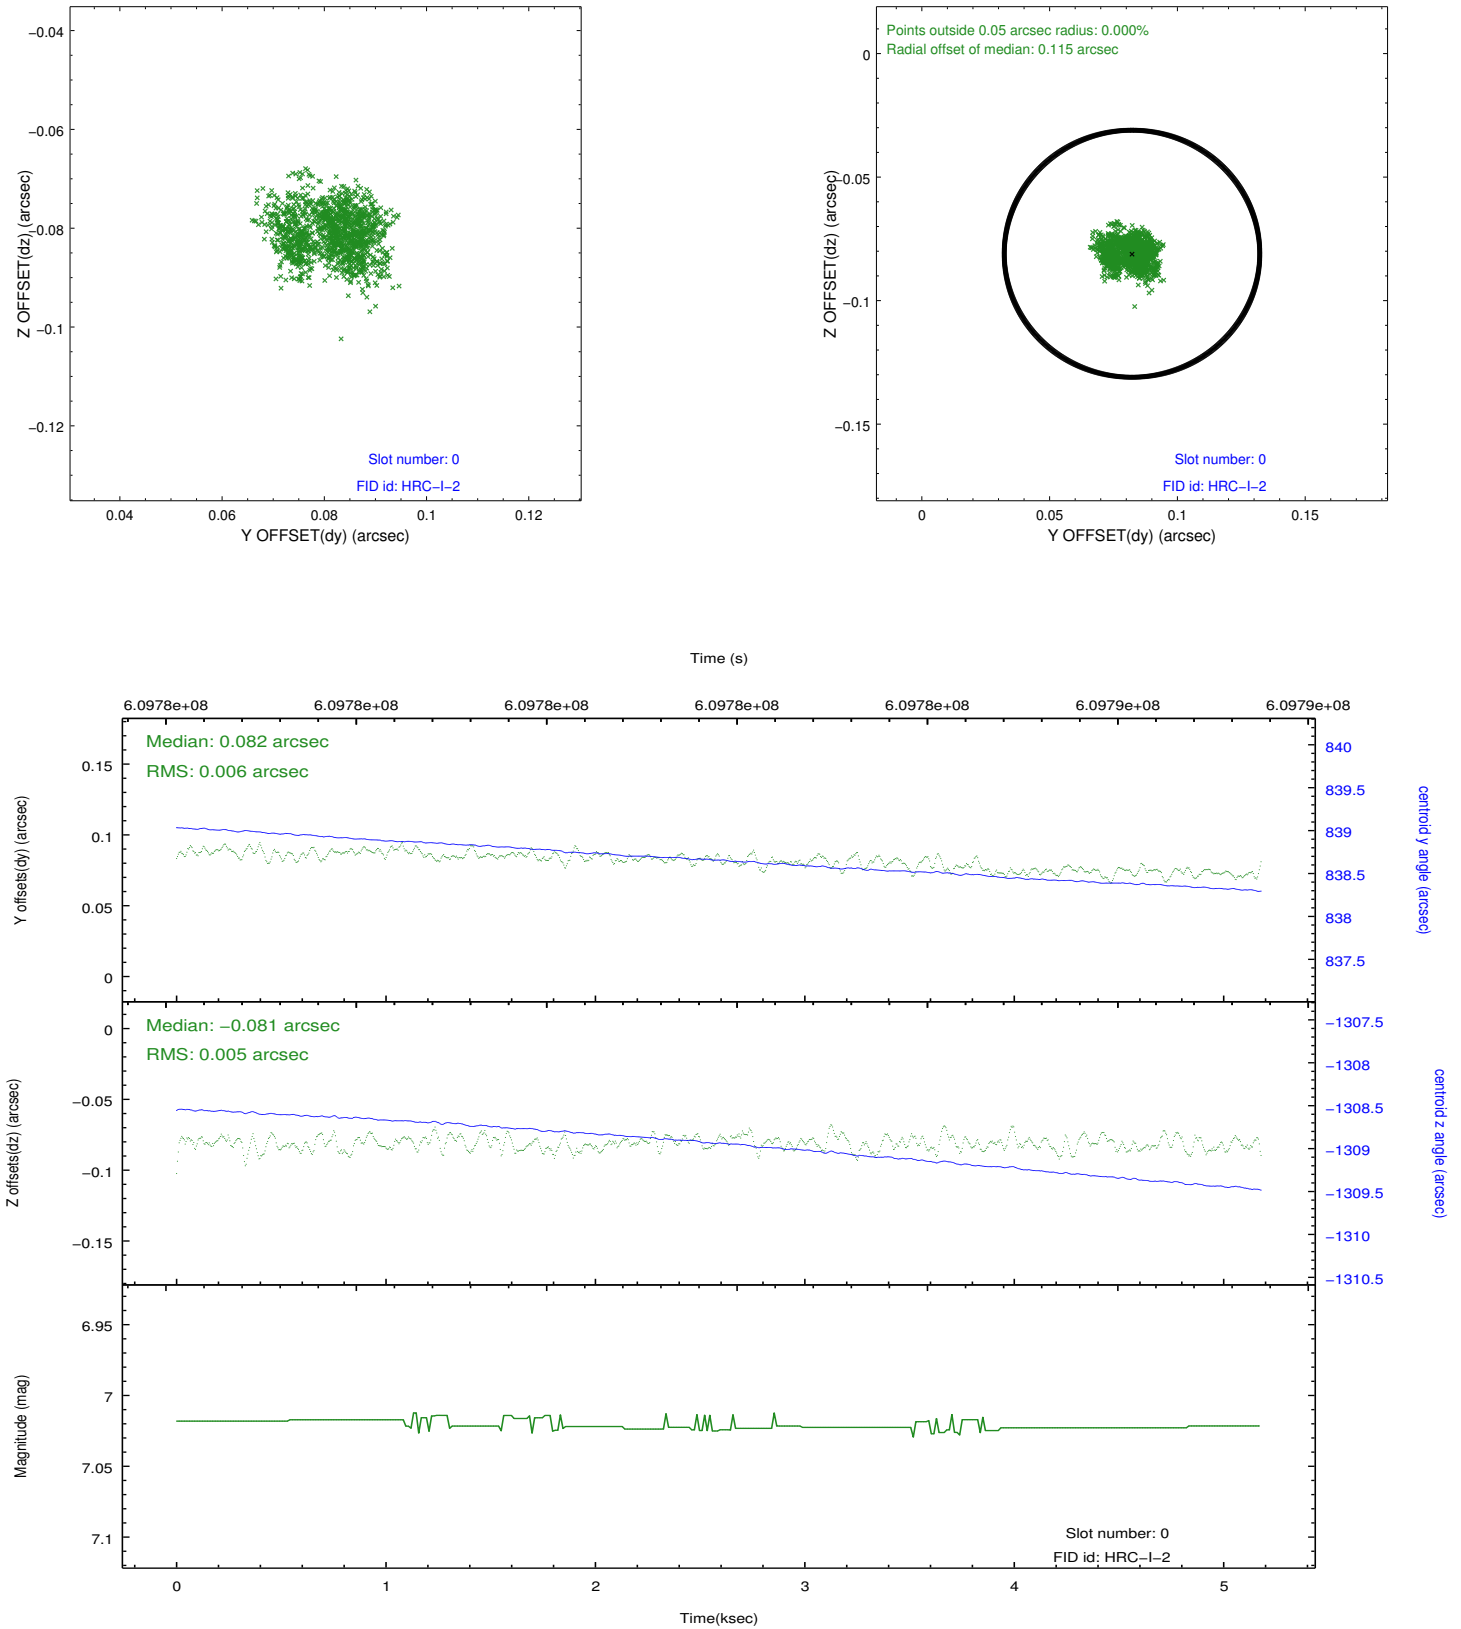 −0.04
−0.06
−0.08
−0.1
−0.12
Z OFFSET(dz) (arcsec)
Slot number: 0
FID id: HRC−I−2
0.04 0.06 0.08 0.1 0.12
Y OFFSET(dy) (arcsec)
Points outside 0.05 arcsec radius: 0.000%
Radial offset of median: 0.115 arcsec
0
−0.05
−0.1
−0.15
Z OFFSET(dz) (arcsec)
Slot number: 0
FID id: HRC−I−2
0 0.05 0.1 0.15
Y OFFSET(dy) (arcsec)
Time (s)
6.0978e+08 6.0978e+08 6.0978e+08 6.0978e+08 6.0978e+08 6.0979e+08 6.0979e+08
Median: 0.082 arcsec
RMS: 0.006 arcsec
0.15
0.1
0.05
0
Y offsets(dy) (arcsec)
840
839.5
839
838.5
838
837.5
centroid y angle (arcsec)
Median: −0.081 arcsec
RMS: 0.005 arcsec
0
−0.05
−0.1
−0.15
Z offsets(dz) (arcsec)
−1307.5
−1308
−1308.5
−1309
−1309.5
−1310
−1310.5
centroid z angle (arcsec)
6.95
7
7.05
7.1
Magnitude (mag)
Slot number: 0
FID id: HRC−I−2
0 1 2 3 4 5
Time(ksec)